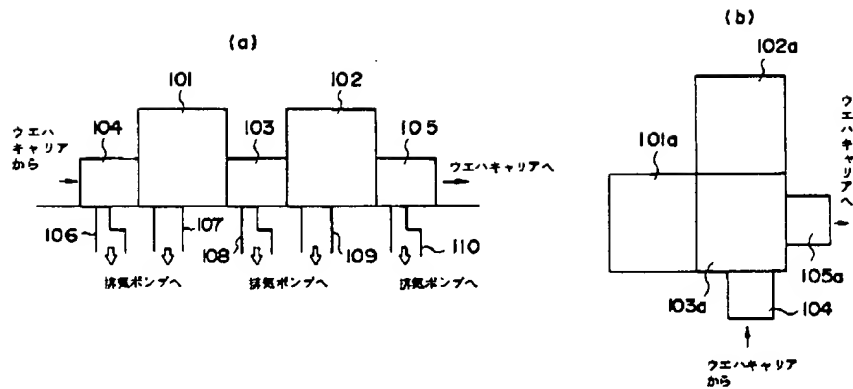 (a)
101
102
104
103
105
ウエハ
キャリア
から
ウエハキャリアへ
106
107
108
109
110
排気ポンプへ
排気ポンプへ
排気ポンプへ
(b)
102a
101a
ウエハキャリアへ
105a
103a
104
ウエハキャリア
から